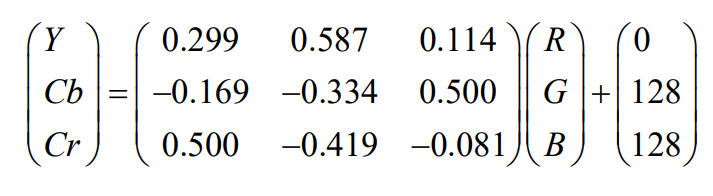 Y 0.299 0.587 0.114 R 0
Cb = −0.169 −0.334 0.500 G + 128
Cr 0.500 −0.419 −0.081 B 128